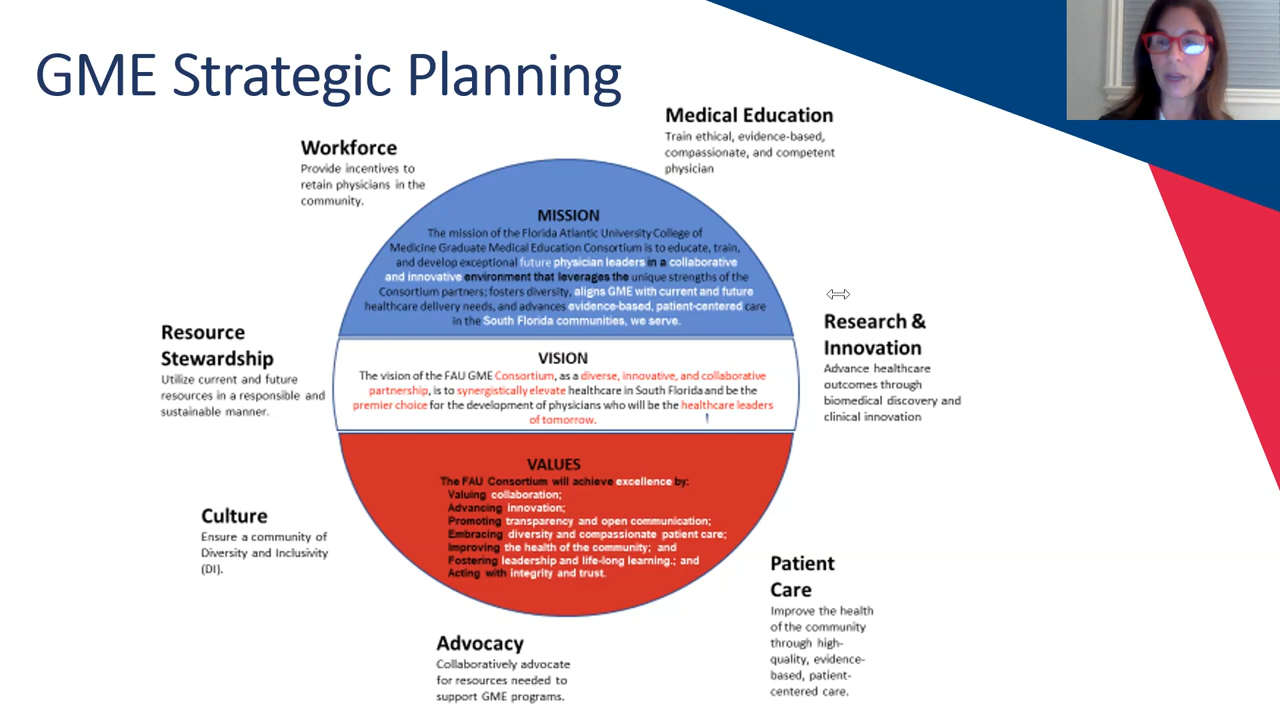 GME Strategic Planning
Medical Education
Train ethical, evidence-based,
compassionate, and competent
physician
Workforce
Provide incentives to
retain physicians in the
community.
MISSION
The mission of the Florida Atlantic University College of
Medicine Graduate Medical Education Consortium is to educate, train,
and develop exceptional future physician leaders in a collaborative
and innovative environment that leverages the unique strengths of the
Consortium partners; fosters diversity, aligns GME with current and future
healthcare delivery needs, and advances evidence-based, patient-centered care
in the South Florida communities, we serve.
Research &
Innovation
Advance healthcare
outcomes through
biomedical discovery and
clinical innovation
Resource
Stewardship
Utilize current and future
resources in a responsible and
sustainable manner.
VISION
The vision of the FAU GME Consortium, as a diverse, innovative, and collaborative
partnership, is to synergistically elevate healthcare in South Florida and be the
premier choice for the development of physicians who will be the healthcare leaders
of tomorrow.
VALUES
The FAU Consortium will achieve excellence by:
Valuing collaboration;
Advancing innovation;
Promoting transparency and open communication;
Embracing diversity and compassionate patient care;
Improving the health of the community; and
Fostering leadership and life-long learning.; and
Acting with integrity and trust.
Culture
Ensure a community of
Diversity and Inclusivity
(DI).
Patient
Care
Improve the health
of the community
through high-
quality, evidence-
based, patient-
centered care.
Advocacy
Collaboratively advocate
for resources needed to
support GME programs.